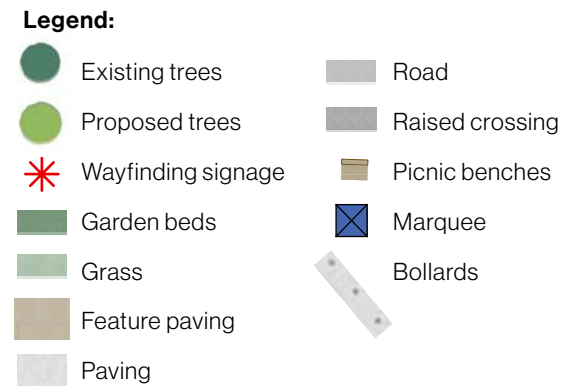 Legend:
Existing trees
Proposed trees
Wayfinding signage
Garden beds
Grass
Feature paving
Paving
Road
Raised crossing
Picnic benches
Marquee
Bollards